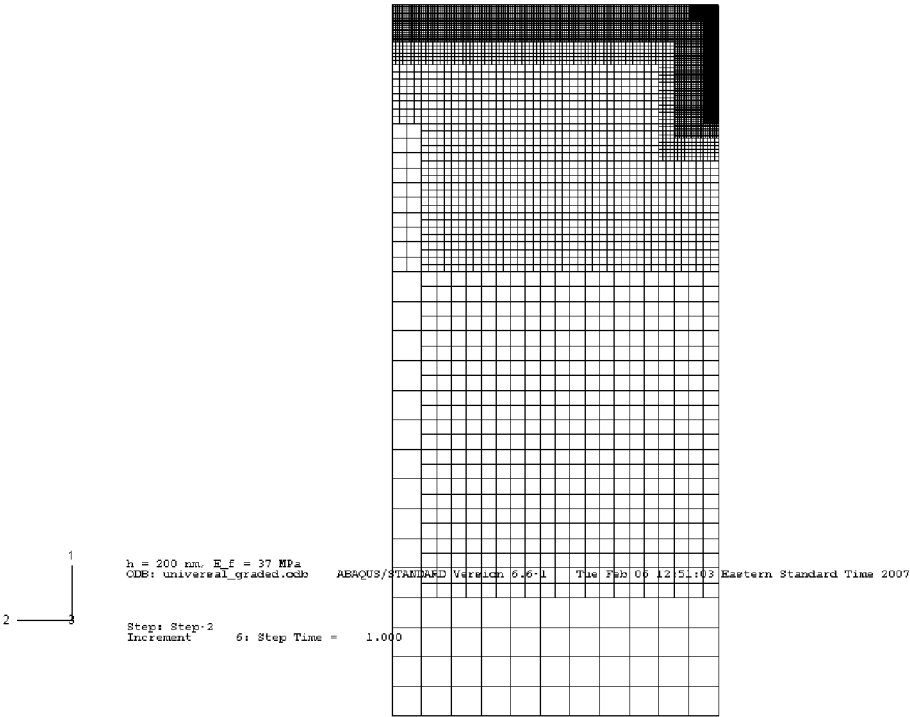 1
h = 200 nm, E_f = 37 MPa
ODB: universal_graded.odb ABAQUS/STANDARD Version 6.6-1 Tue Feb 06 12:51:03 Eastern Standard Time 2007
2
3
Step: Step-2
Increment 6: Step Time = 1.000